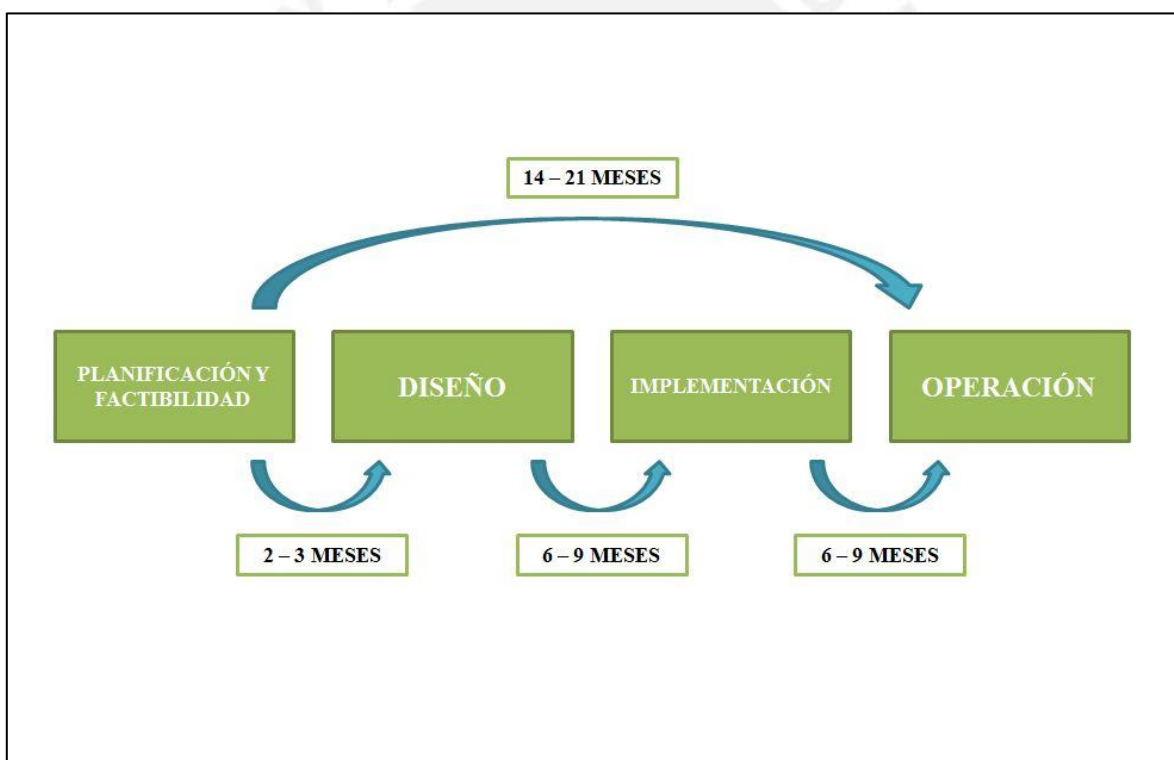 14 – 21 MESES
PLANIFICACIÓN Y
FACTIBILIDAD
DISEÑO
IMPLEMENTACIÓN
OPERACIÓN
2 – 3 MESES
6 – 9 MESES
6 – 9 MESES